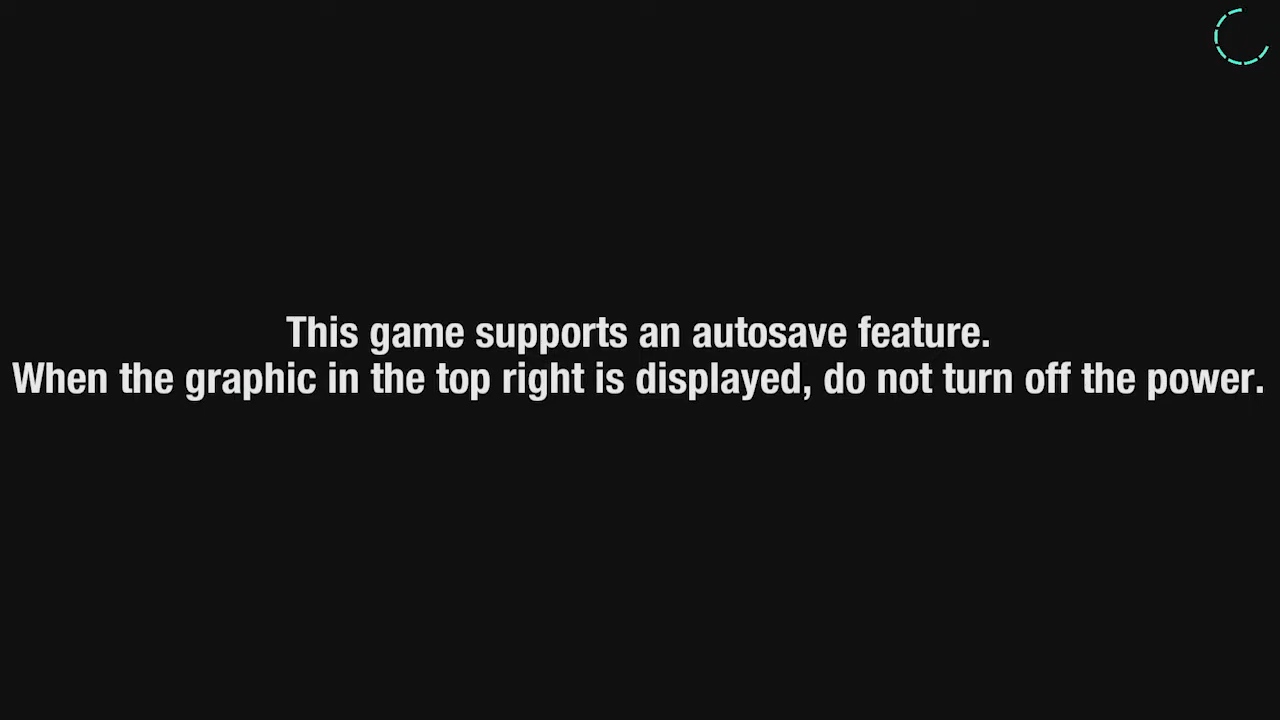 This game supports an autosave feature.
When the graphic in the top right is displayed, do not turn off the power.